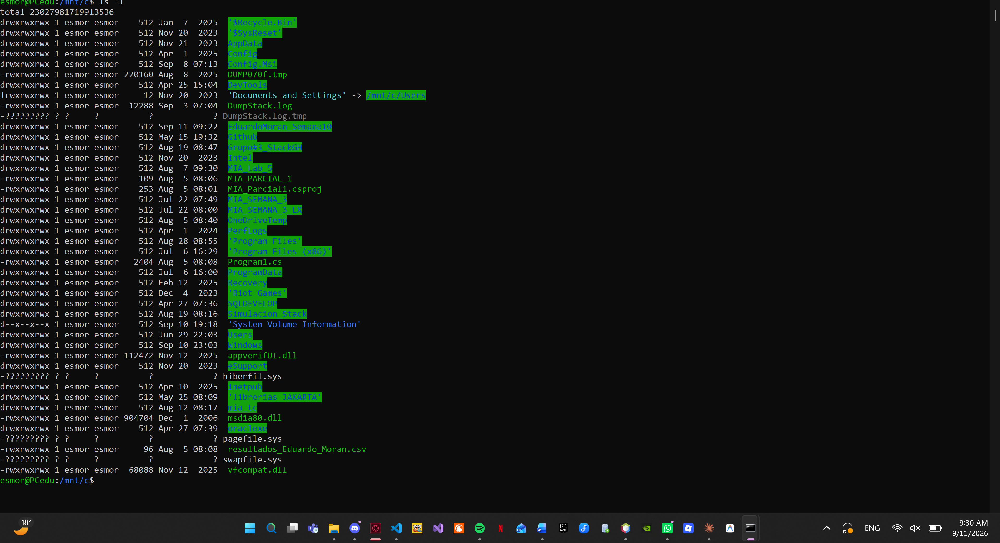 esmor@PCedu:/mnt/c$ ls -l
total 23027981719913536
drwxrwxrwx 1 esmor esmor    512 Jan  7  2025  '$Recycle.Bin'
drwxrwxrwx 1 esmor esmor    512 Nov 20  2023  '$SysReset'
drwxrwxrwx 1 esmor esmor    512 Nov 21  2023  AppData
drwxrwxrwx 1 esmor esmor    512 Apr  1  2025  Config
drwxrwxrwx 1 esmor esmor    512 Sep  8 07:13  Config.Msi
-rwxrwxrwx 1 esmor esmor 220160 Aug  8  2025  DUMP070f.tmp
drwxrwxrwx 1 esmor esmor    512 Apr 25 15:04  DevTools
lrwxrwxrwx 1 esmor esmor     12 Nov 20  2023  'Documents and Settings' -> /mnt/c/Users
-rwxrwxrwx 1 esmor esmor  12288 Sep  3 07:04  DumpStack.log
-????????? ? ?     ?          ?            ? DumpStack.log.tmp
drwxrwxrwx 1 esmor esmor    512 Sep 11 09:22  EduardoMoran_Semana10
drwxrwxrwx 1 esmor esmor    512 May 15 19:32  Github
drwxrwxrwx 1 esmor esmor    512 Aug 19 08:47  Grupo#3_StackGH
drwxrwxrwx 1 esmor esmor    512 Nov 20  2023  Intel
drwxrwxrwx 1 esmor esmor    512 Aug  7 09:30  MIA_Lab_5
-rwxrwxrwx 1 esmor esmor    109 Aug  5 08:06  MIA_PARCIAL_1
-rwxrwxrwx 1 esmor esmor    253 Aug  5 08:01  MIA_Parcial1.csproj
drwxrwxrwx 1 esmor esmor    512 Jul 22 07:49  MIA_SEMANA_3
drwxrwxrwx 1 esmor esmor    512 Jul 22 08:00  MIA_SEMANA_3_LX
drwxrwxrwx 1 esmor esmor    512 Aug  5 08:40  OneDriveTemp
drwxrwxrwx 1 esmor esmor    512 Apr  1  2024  PerfLogs
drwxrwxrwx 1 esmor esmor    512 Aug 28 08:55  'Program Files'
drwxrwxrwx 1 esmor esmor    512 Jul  6 16:29  'Program Files (x86)'
-rwxrwxrwx 1 esmor esmor   2404 Aug  5 08:08  Program1.cs
drwxrwxrwx 1 esmor esmor    512 Jul  6 16:00  ProgramData
drwxrwxrwx 1 esmor esmor    512 Feb 12  2025  Recovery
drwxrwxrwx 1 esmor esmor    512 Dec  4  2023  'Riot Games'
drwxrwxrwx 1 esmor esmor    512 Apr 27 07:36  SQLDEVELOP
drwxrwxrwx 1 esmor esmor    512 Aug 19 08:16  Simulacion_Stack
d--x--x--x 1 esmor esmor    512 Sep 10 19:18  'System Volume Information'
drwxrwxrwx 1 esmor esmor    512 Jun 29 22:03  Users
drwxrwxrwx 1 esmor esmor    512 Sep 10 23:03  Windows
-rwxrwxrwx 1 esmor esmor 112472 Nov 12  2025  appverifUI.dll
drwxrwxrwx 1 esmor esmor    512 Nov 20  2023  eSupport
-????????? ? ?     ?          ?            ? hiberfil.sys
drwxrwxrwx 1 esmor esmor    512 Apr 10  2025  inetpub
drwxrwxrwx 1 esmor esmor    512 May 25 08:09  'librerias JAKARTA'
drwxrwxrwx 1 esmor esmor    512 Aug 12 08:17  mia_tc
-rwxrwxrwx 1 esmor esmor 904704 Dec  1  2006  msdia80.dll
drwxrwxrwx 1 esmor esmor    512 Apr 27 07:39  oraclexe
-????????? ? ?     ?          ?            ? pagefile.sys
-rwxrwxrwx 1 esmor esmor     96 Aug  5 08:08  resultados_Eduardo_Moran.csv
-????????? ? ?     ?          ?            ? swapfile.sys
-rwxrwxrwx 1 esmor esmor  68088 Nov 12  2025  vfcompat.dll
esmor@PCedu:/mnt/c$
18°
EPIC GAMES
ENG
9:30 AM
9/11/2026